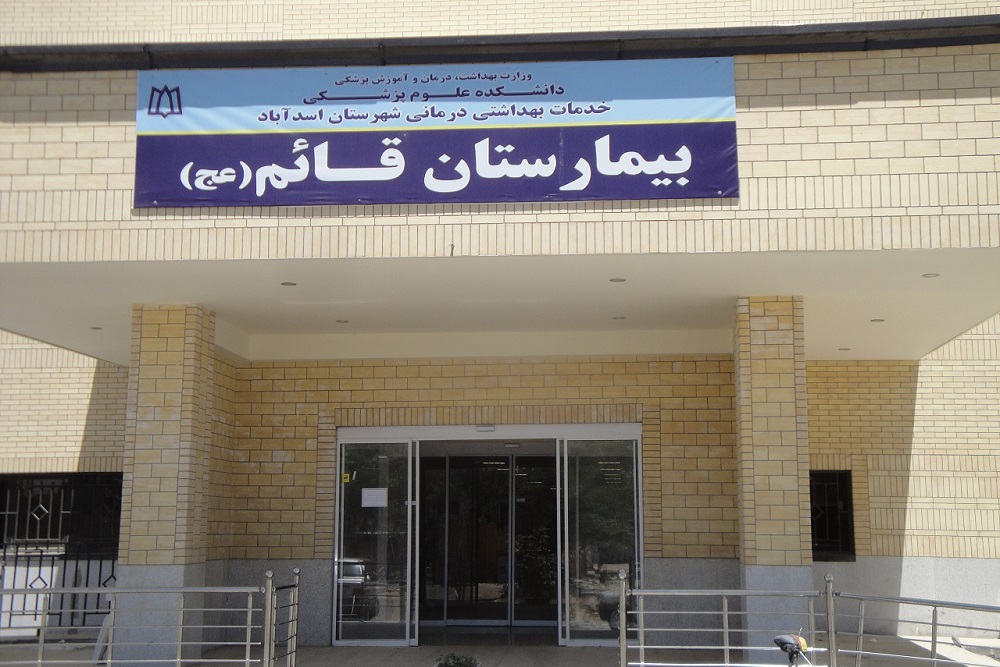 وزارت بهداشت، درمان و آموزش پزشکی
دانشکده علوم پزشکی
خدمات بهداشتی درمانی شهرستان اسدآباد
بیمارستان قائم (عج)